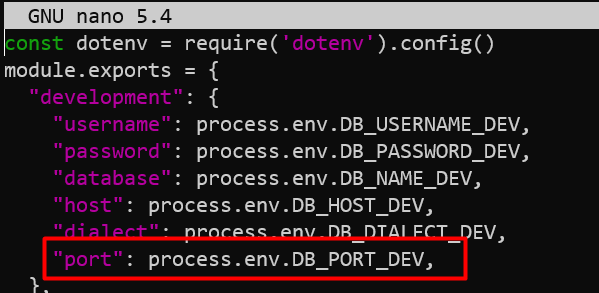 GNU nano 5.4
const dotenv = require('dotenv').config()
module.exports = {
"development": {
"username": process.env.DB_USERNAME_DEV,
"password": process.env.DB_PASSWORD_DEV,
"database": process.env.DB_NAME_DEV,
"host": process.env.DB_HOST_DEV,
"dialect": process.env.DB_DIALECT_DEV,
"port": process.env.DB_PORT_DEV,
},